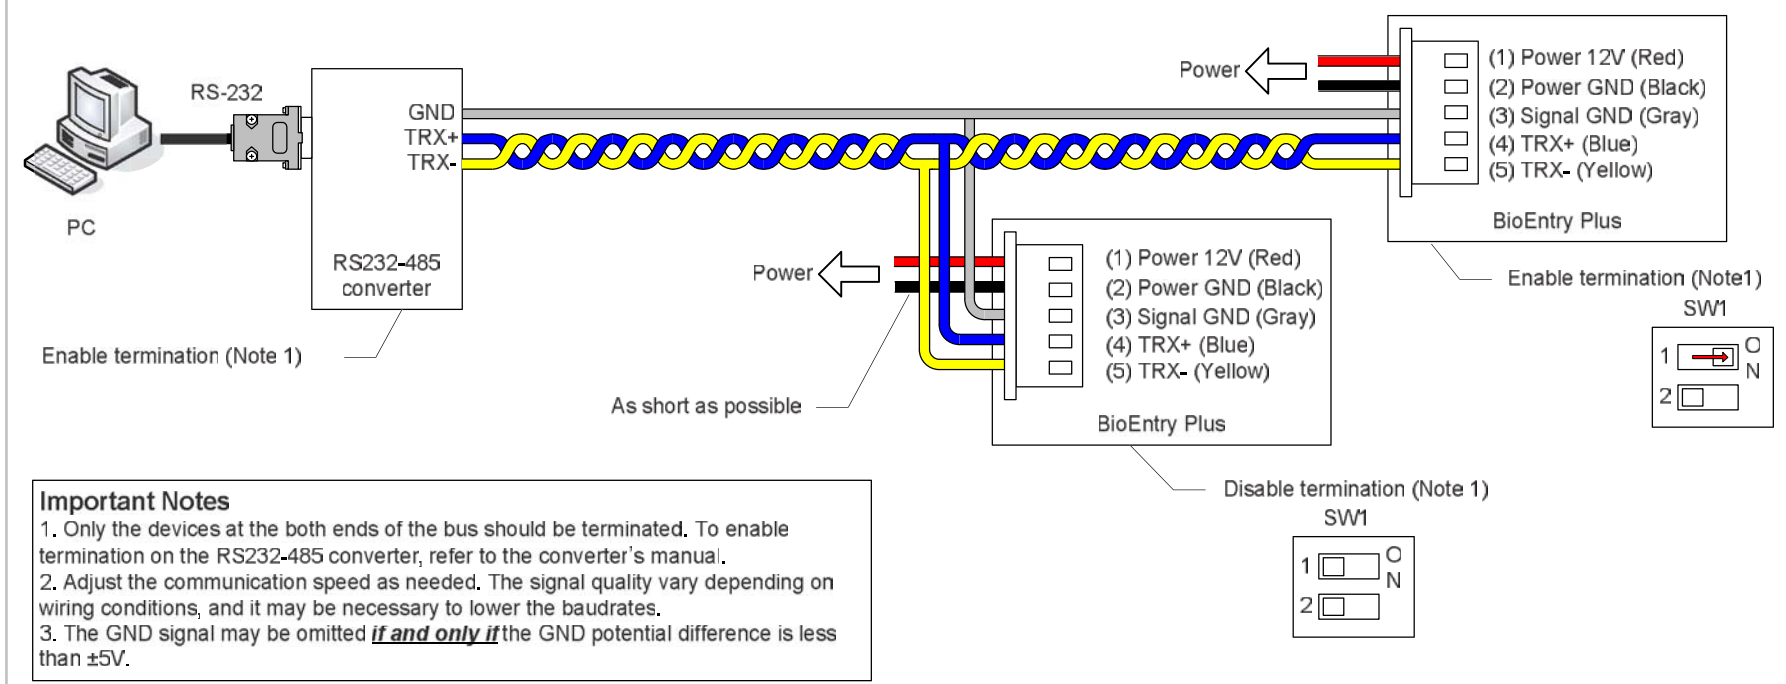 RS-232
GND
TRX+
TRX-
PC
RS232-485
converter
Enable termination (Note 1)
Power
(1) Power 12V (Red)
(2) Power GND (Black)
(3) Signal GND (Gray)
(4) TRX+ (Blue)
(5) TRX- (Yellow)
BioEntry Plus
Enable termination (Note1)
SW1
1
2
O
N
Power
(1) Power 12V (Red)
(2) Power GND (Black)
(3) Signal GND (Gray)
(4) TRX+ (Blue)
(5) TRX- (Yellow)
BioEntry Plus
As short as possible
Disable termination (Note 1)
SW1
1
2
O
N
Important Notes
1. Only the devices at the both ends of the bus should be terminated. To enable
termination on the RS232-485 converter, refer to the converter's manual.
2. Adjust the communication speed as needed. The signal quality vary depending on
wiring conditions, and it may be necessary to lower the baudrates.
3. The GND signal may be omitted if and only if the GND potential difference is less
than ±5V.